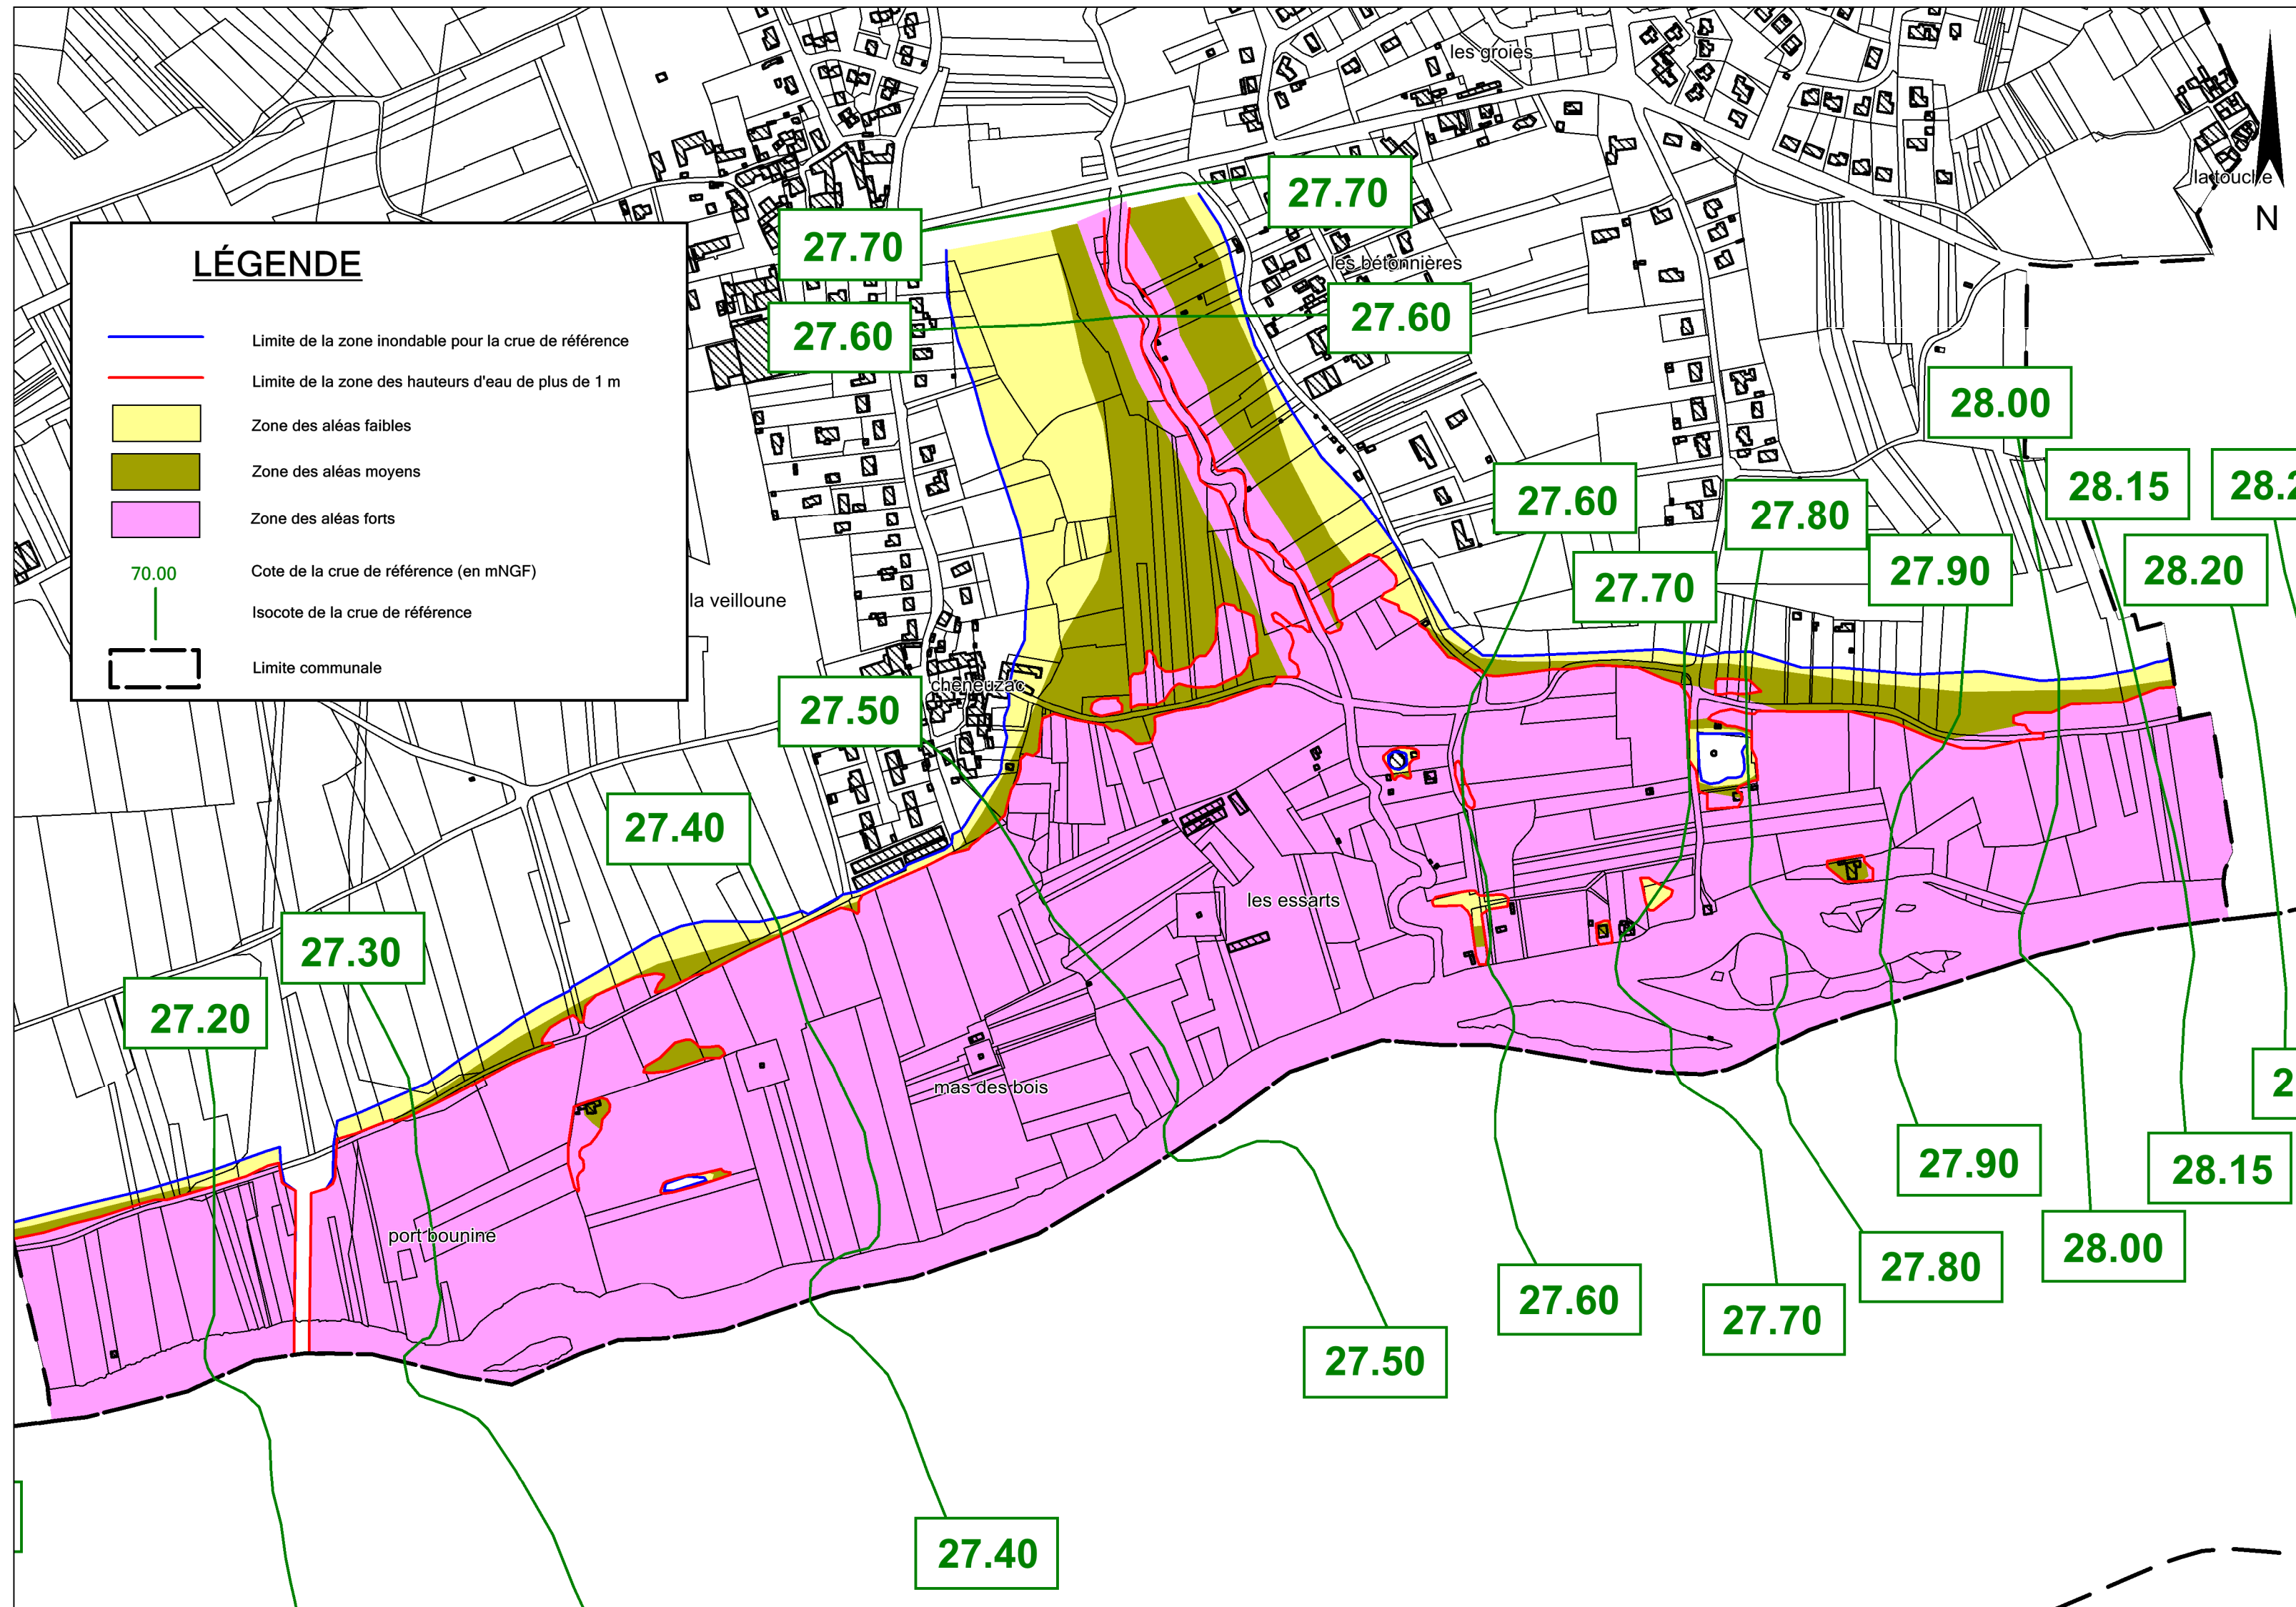 les groies
la touche
N
27.70
27.70
LÉGENDE
les bétonnières
27.60
27.60
Limite de la zone inondable pour la crue de référence
Limite de la zone des hauteurs d'eau de plus de 1 m
Zone des aléas faibles
Zone des aléas moyens
Zone des aléas forts
70.00
Cote de la crue de référence (en mNGF)
Isocote de la crue de référence
Limite communale
28.00
28.15
27.60
27.80
27.90
28.20
27.70
la veilloune
cheneuzac
27.50
27.40
les essarts
27.30
27.20
mas des bois
27.90
28.15
port bounine
28.00
27.80
27.60
27.70
27.50
27.40